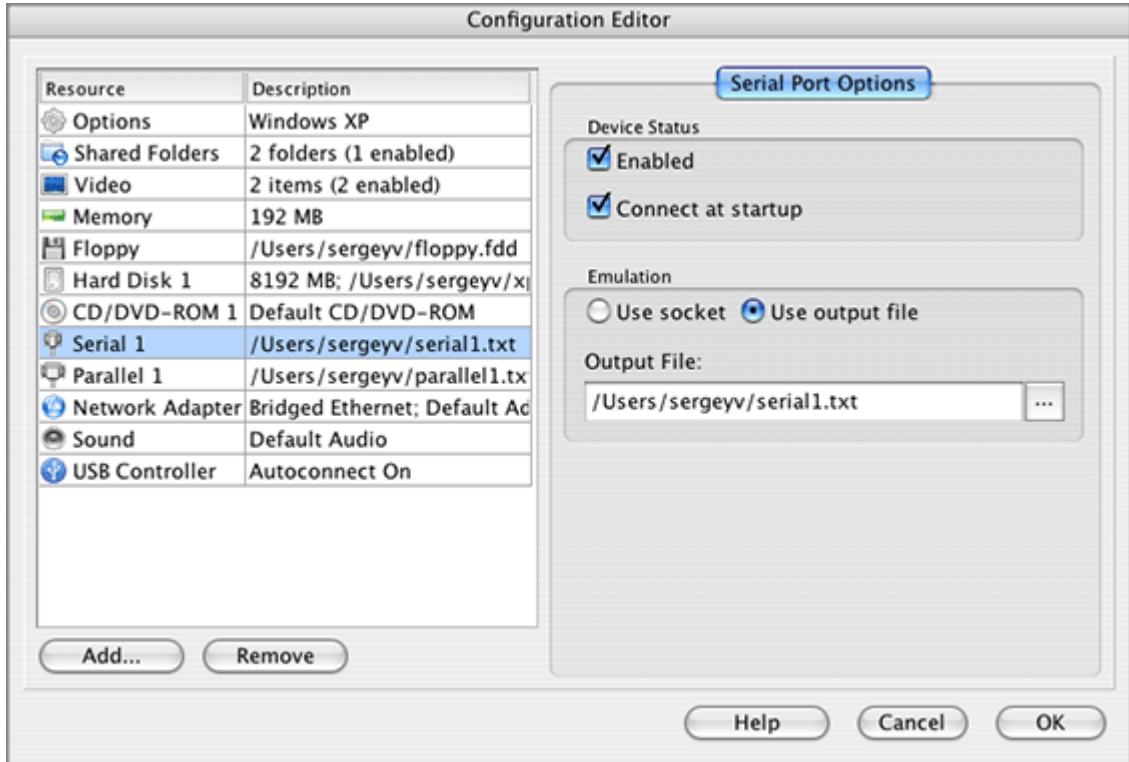 Configuration Editor
Resource Description
Options Windows XP
Shared Folders 2 folders (1 enabled)
Video 2 items (2 enabled)
Memory 192 MB
Floppy /Users/sergeyv/floppy.fdd
Hard Disk 1 8192 MB; /Users/sergeyv/x
CD/DVD-ROM 1 Default CD/DVD-ROM
Serial 1 /Users/sergeyv/serial1.txt
Parallel 1 /Users/sergeyv/parallel1.tx
Network Adapter Bridged Ethernet; Default Ad
Sound Default Audio
USB Controller Autoconnect On
Add... Remove
Serial Port Options
Device Status
Enabled
Connect at startup
Emulation
Use socket Use output file
Output File:
/Users/sergeyv/serial1.txt ...
Help Cancel OK